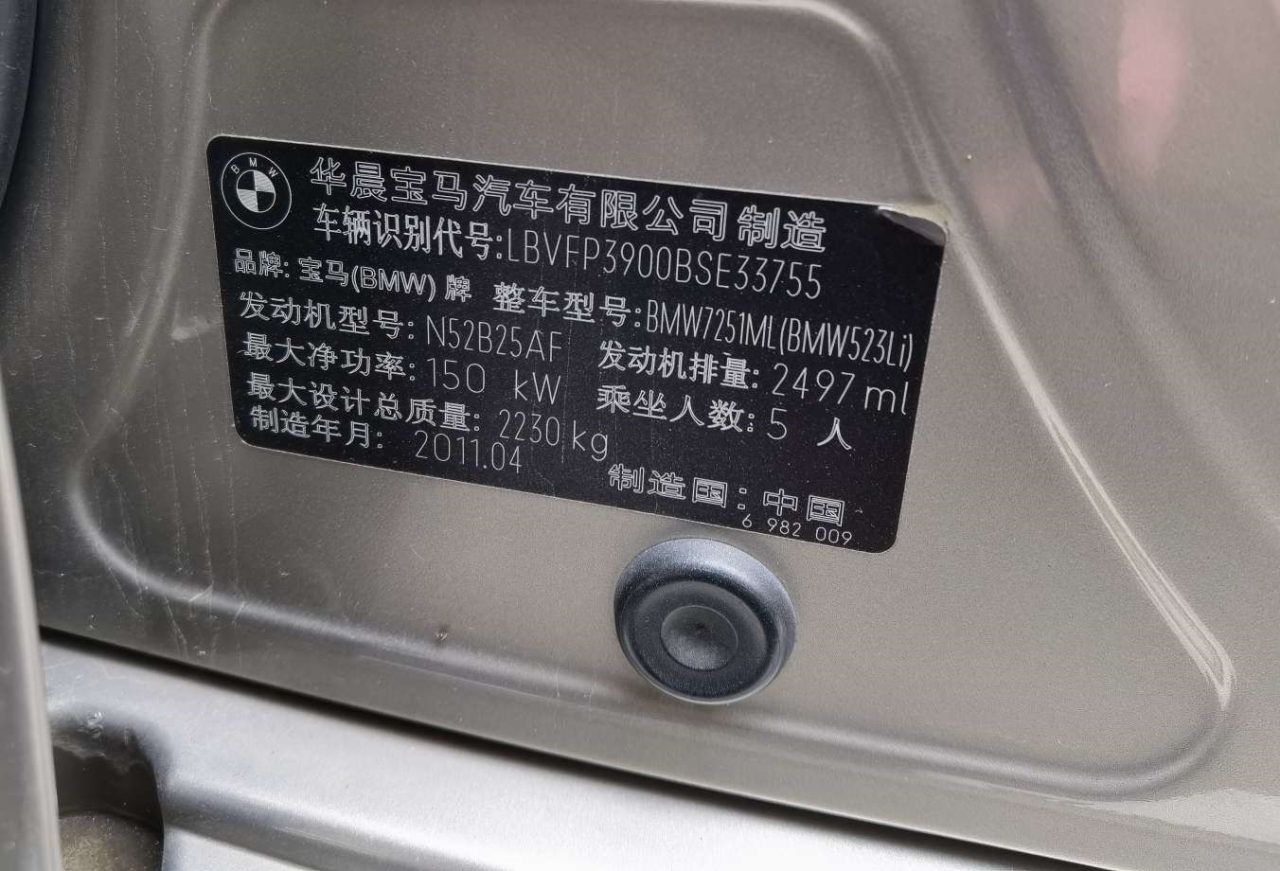 BMW
华晨宝马汽车有限公司 制造
车辆识别代号:LBVFP3900BSE33755
品牌: 宝马(BMW) 牌 整车型号:BMW7251ML(BMW523Li)
发动机型号: N52B25AF 发动机排量: 2497 ml
最大净功率: 150 kW 乘坐人数: 5 人
最大设计总质量: 2230 kg
制造年月: 2011.04 制造国: 中国
6 982 009